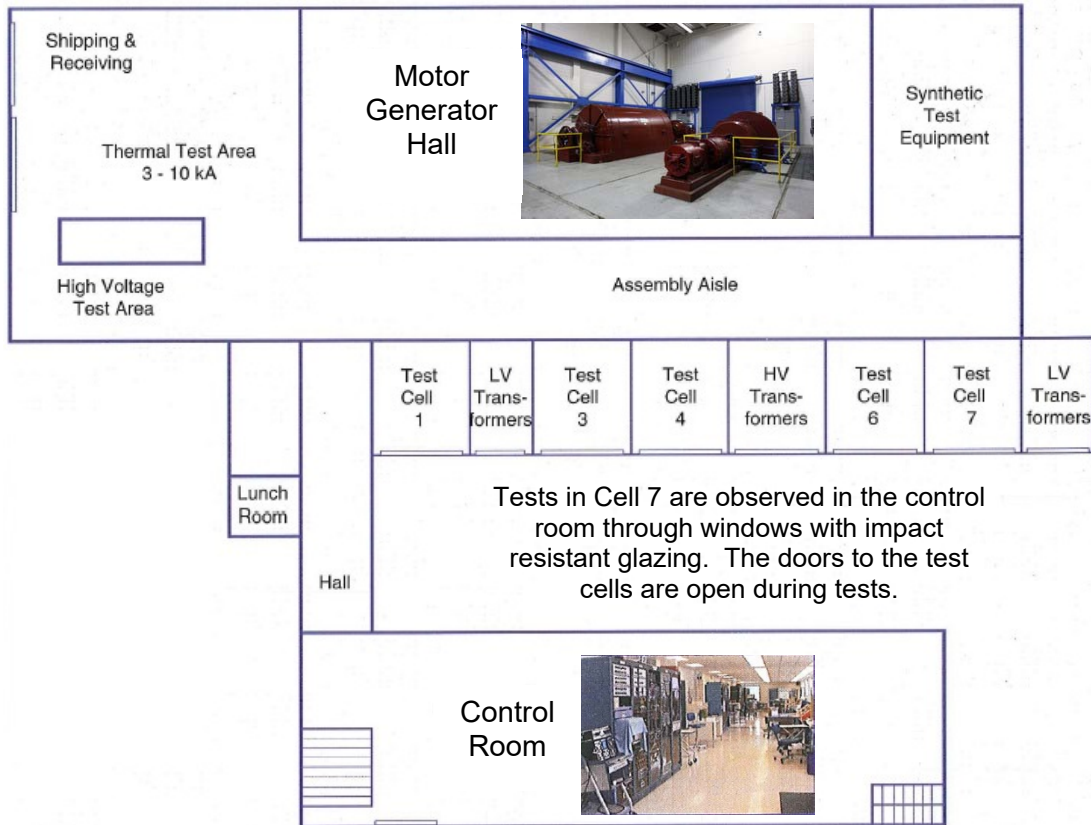 Shipping &
Receiving
Motor
Generator
Hall
Synthetic
Test
Equipment
Thermal Test Area
3 - 10 kA
High Voltage
Test Area
Assembly Aisle
Test
Cell
1
LV
Trans-
formers
Test
Cell
3
Test
Cell
4
HV
Trans-
formers
Test
Cell
6
Test
Cell
7
LV
Trans-
formers
Lunch
Room
Tests in Cell 7 are observed in the control
room through windows with impact
resistant glazing.  The doors to the test
cells are open during tests.
Hall
Control
Room